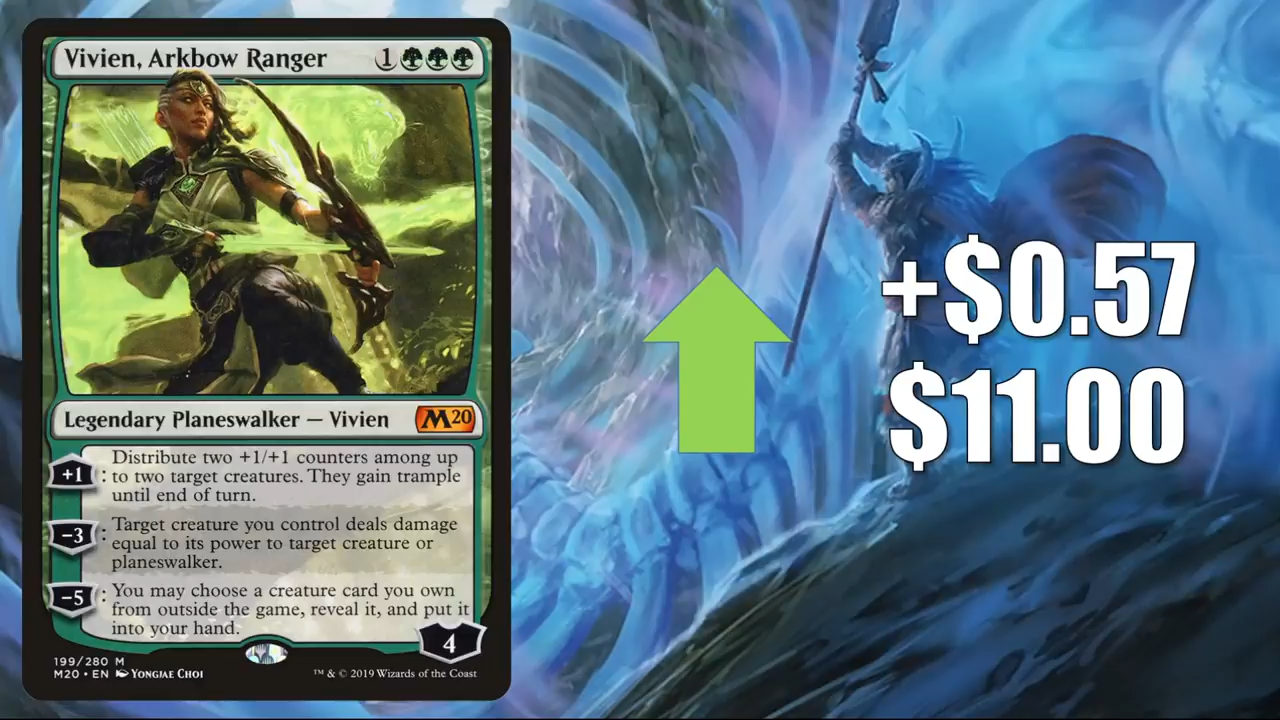 Vivien, Arkbow Ranger 1
Legendary Planeswalker — Vivien M20
+1: Distribute two +1/+1 counters among up
to two target creatures. They gain trample
until end of turn.
−3: Target creature you control deals damage
equal to its power to target creature or
planeswalker.
−5: You may choose a creature card you own
from outside the game, reveal it, and put it
into your hand.
4
199/280 M
M20 • EN Yongjae Choi
™ & © 2019 Wizards of the Coast
+$0.57
$11.00